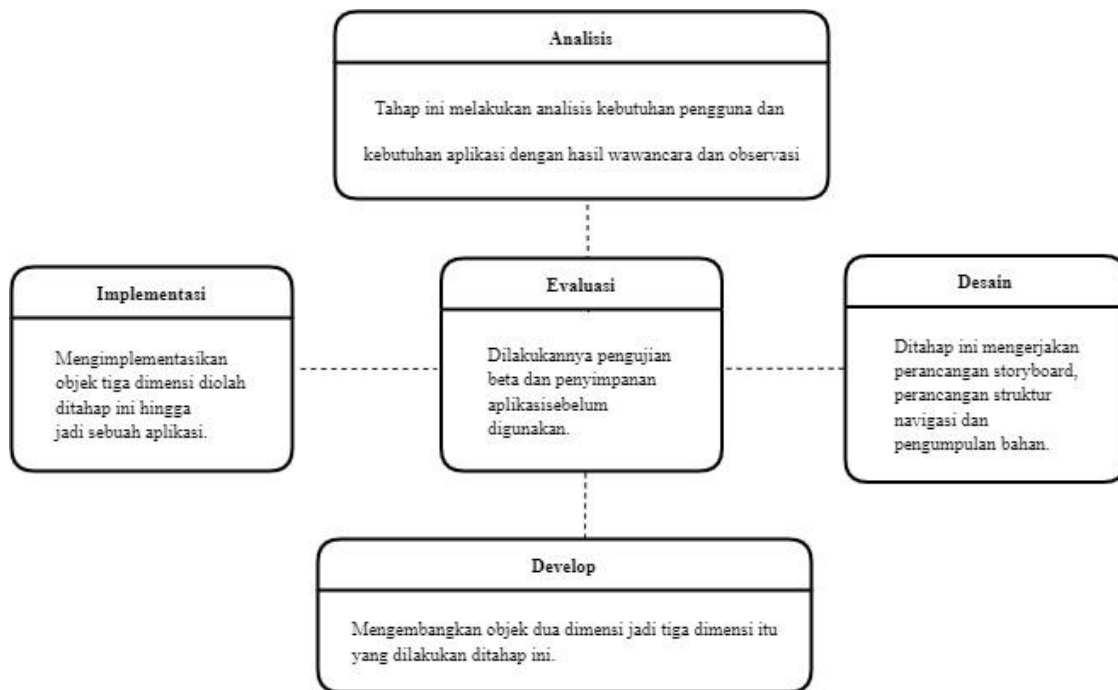 Analisis
Tahap ini melakukan analisis kebutuhan pengguna dan
kebutuhan aplikasi dengan hasil wawancara dan observasi
Implementasi
Mengimplementasikan
objek tiga dimensi diolah
ditahap ini hingga
jadi sebuah aplikasi.
Evaluasi
Dilakukannya pengujian
beta dan penyimpanan
aplikasisebelum
digunakan.
Desain
Ditahap ini mengerjakan
perancangan storyboard,
perancangan struktur
navigasi dan
pengumpulan bahan.
Develop
Mengembangkan objek dua dimensi jadi tiga dimensi itu
yang dilakukan ditahap ini.